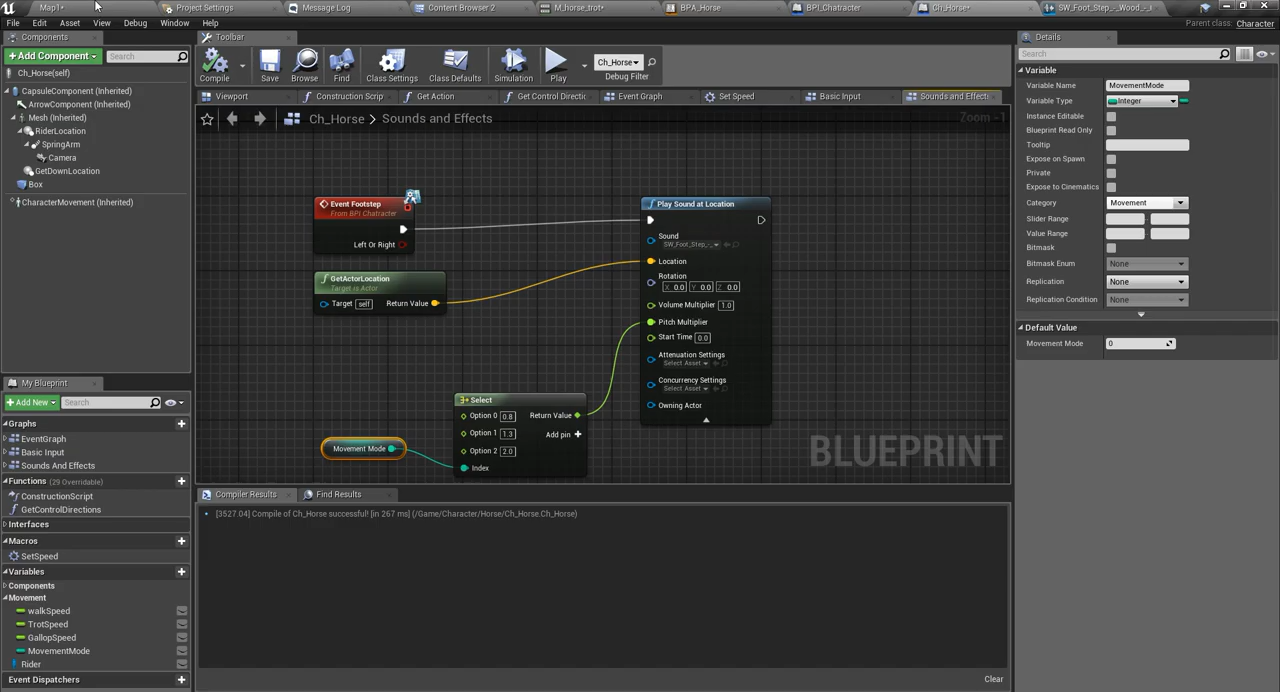 Map1*
Project Settings
Message Log
Content Browser 2
M_horse_trot*
BPA_Horse
BPI_Chatracter
Ch_Horse*
SW_Foot_Step_-_Wood_-_
File
Edit
Asset
View
Debug
Window
Help
Parent class: Character
Components
Toolbar
Details
+Add Component
Search
Compile
Save
Browse
Find
Class Settings
Class Defaults
Simulation
Play
Ch_Horse
Debug Filter
Search
Ch_Horse(self)
CapsuleComponent (Inherited)
ArrowComponent (Inherited)
Mesh (Inherited)
RiderLocation
SpringArm
Camera
GetDownLocation
Box
CharacterMovement (Inherited)
Viewport
Construction Scrip
Get Action
Get Control Directic
Event Graph
Set Speed
Basic Input
Sounds and Effect
Ch_Horse > Sounds and Effects
Zoom -1
Event Footstep
From BPI Chatracter
Left Or Right
GetActorLocation
Target is Actor
Target self
Return Value
Play Sound at Location
Sound
SW_Foot_Step_-_
Location
Rotation
X 0.0 Y 0.0 Z 0.0
Volume Multiplier 1.0
Pitch Multiplier
Start Time 0.0
Attenuation Settings
Select Asset
Concurrency Settings
Select Asset
Owning Actor
Select
Option 0 0.8
Return Value
Option 1 1.3
Add pin +
Option 2 2.0
Index
Movement Mode
BLUEPRINT
Variable
Variable Name MovementMode
Variable Type Integer
Instance Editable
Blueprint Read Only
Tooltip
Expose on Spawn
Private
Expose to Cinematics
Category Movement
Slider Range
Value Range
Bitmask
Bitmask Enum None
Replication None
Replication Condition None
Default Value
Movement Mode 0
My Blueprint
+Add New
Search
Graphs
EventGraph
Basic Input
Sounds And Effects
Functions (29 Overridable)
ConstructionScript
GetControlDirections
Interfaces
Macros
SetSpeed
Variables
Components
Movement
walkSpeed
TrotSpeed
GallopSpeed
MovementMode
Rider
Event Dispatchers
Compiler Results
Find Results
[3527.04] Compile of Ch_Horse successful! [in 267 ms] (/Game/Character/Horse/Ch_Horse.Ch_Horse)
Clear